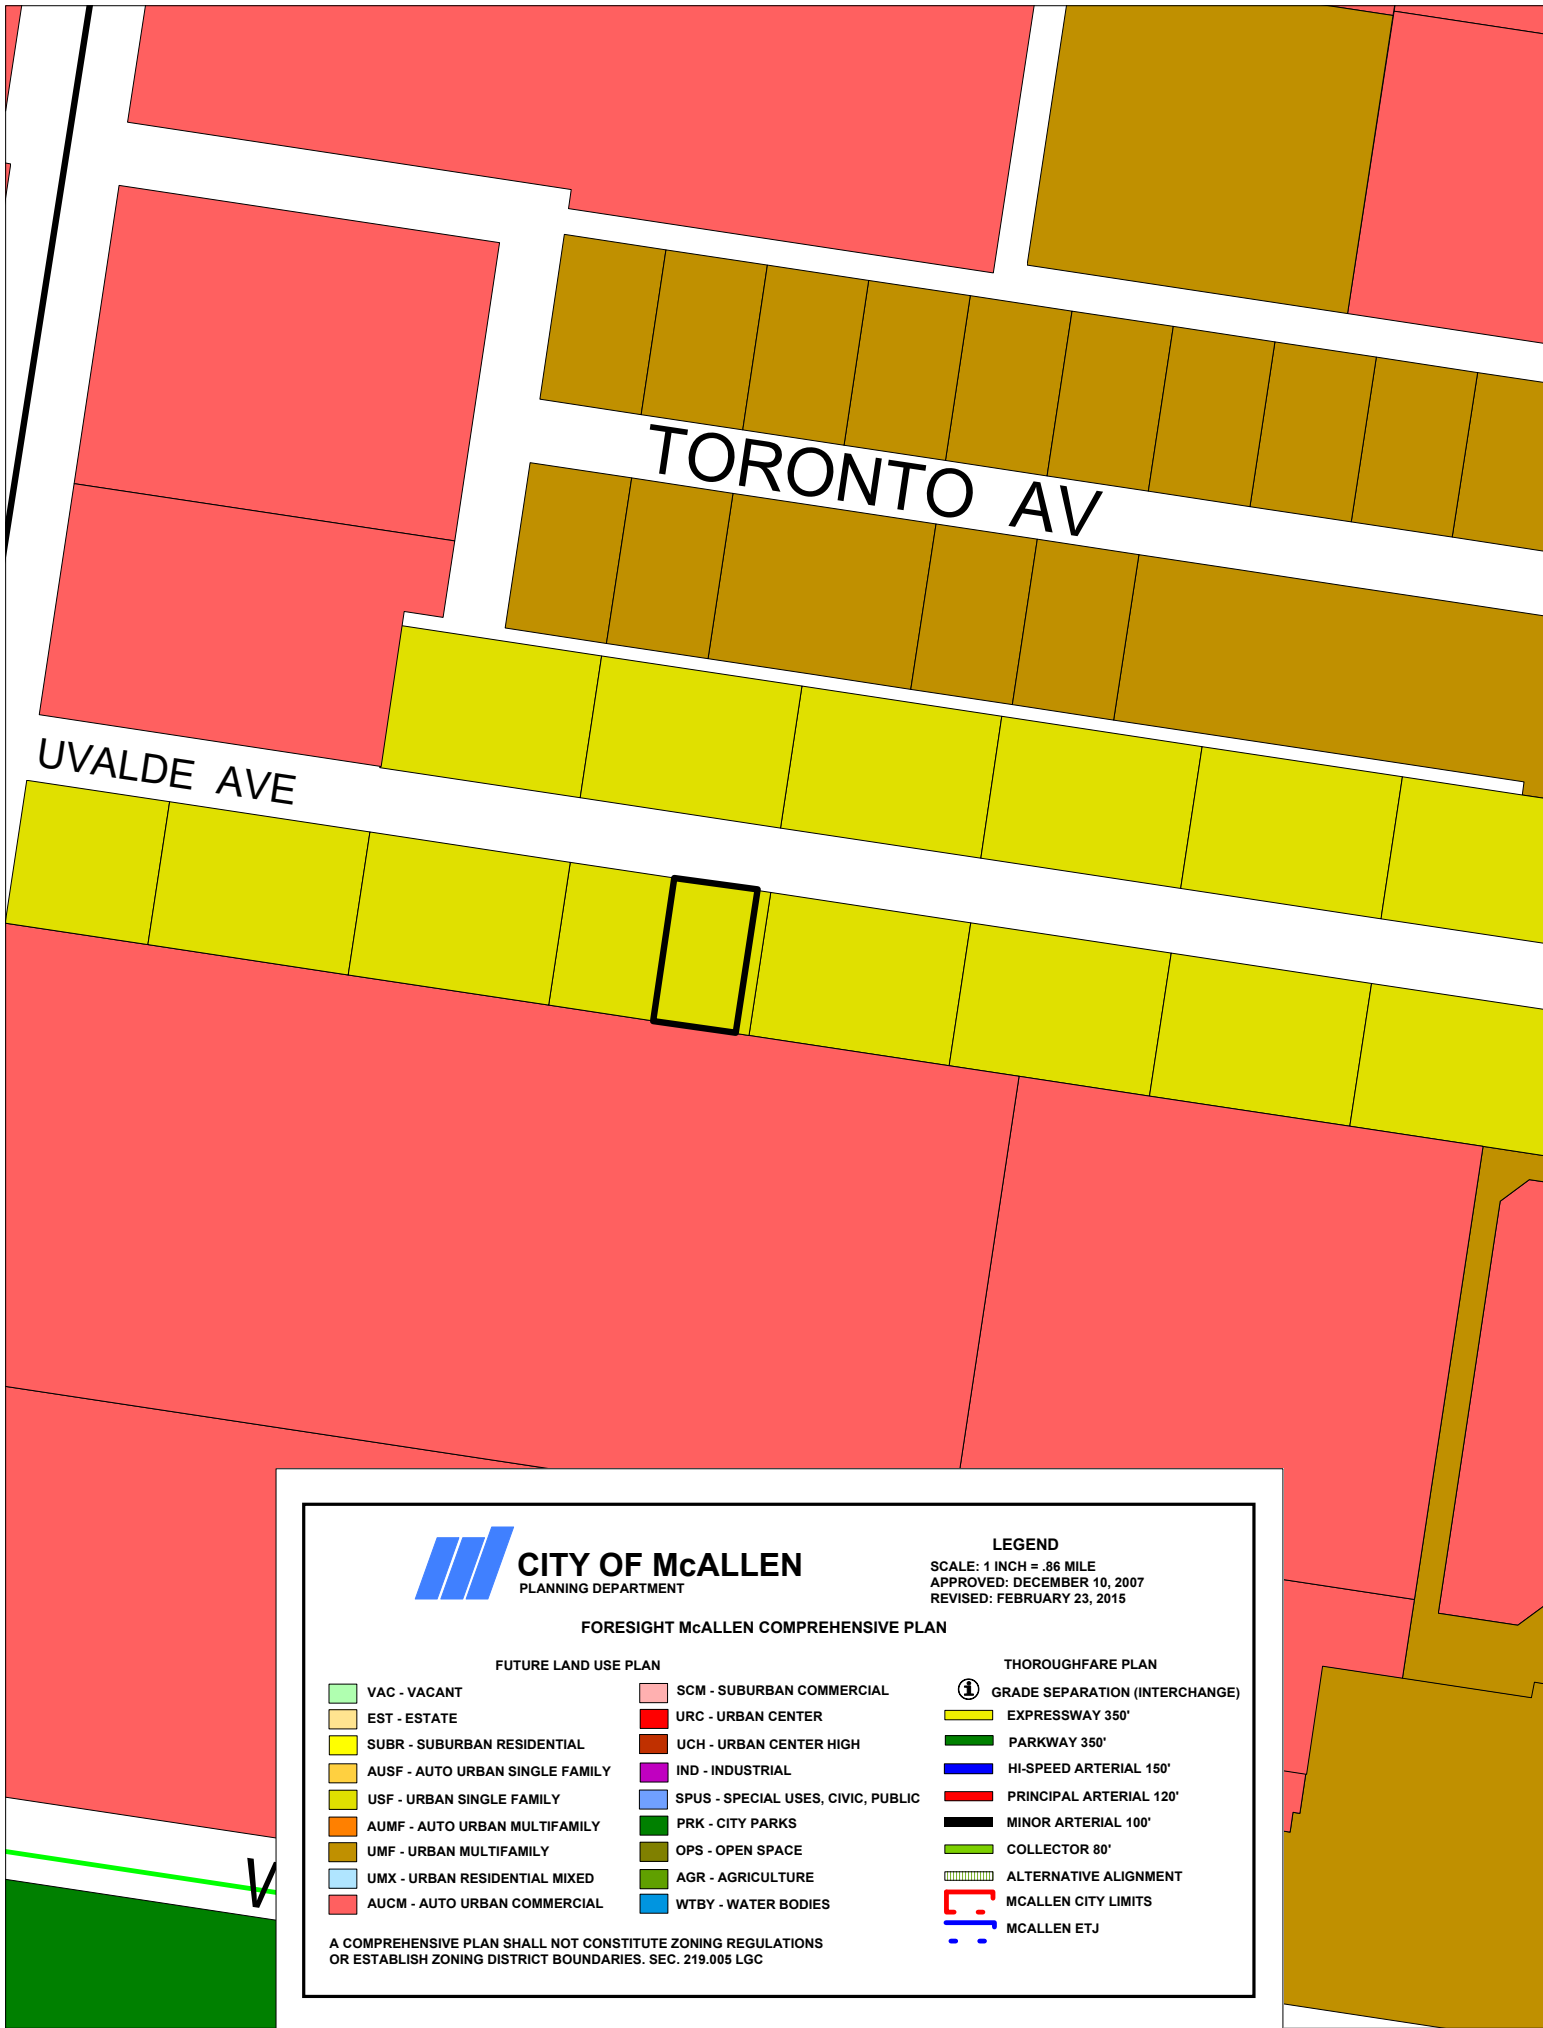 TORONTO AV
UVALDE AVE
CITY OF McALLEN
PLANNING DEPARTMENT
LEGEND
SCALE: 1 INCH = .86 MILE
APPROVED: DECEMBER 10, 2007
REVISED: FEBRUARY 23, 2015
FORESIGHT McALLEN COMPREHENSIVE PLAN
FUTURE LAND USE PLAN
VAC - VACANT
EST - ESTATE
SUBR - SUBURBAN RESIDENTIAL
AUSF - AUTO URBAN SINGLE FAMILY
USF - URBAN SINGLE FAMILY
AUMF - AUTO URBAN MULTIFAMILY
UMF - URBAN MULTIFAMILY
UMX - URBAN RESIDENTIAL MIXED
AUCM - AUTO URBAN COMMERCIAL
SCM - SUBURBAN COMMERCIAL
URC - URBAN CENTER
UCH - URBAN CENTER HIGH
IND - INDUSTRIAL
SPUS - SPECIAL USES, CIVIC, PUBLIC
PRK - CITY PARKS
OPS - OPEN SPACE
AGR - AGRICULTURE
WTBY - WATER BODIES
THOROUGHFARE PLAN
GRADE SEPARATION (INTERCHANGE)
EXPRESSWAY 350'
PARKWAY 350'
HI-SPEED ARTERIAL 150'
PRINCIPAL ARTERIAL 120'
MINOR ARTERIAL 100'
COLLECTOR 80'
ALTERNATIVE ALIGNMENT
MCALLEN CITY LIMITS
MCALLEN ETJ
A COMPREHENSIVE PLAN SHALL NOT CONSTITUTE ZONING REGULATIONS
OR ESTABLISH ZONING DISTRICT BOUNDARIES. SEC. 219.005 LGC